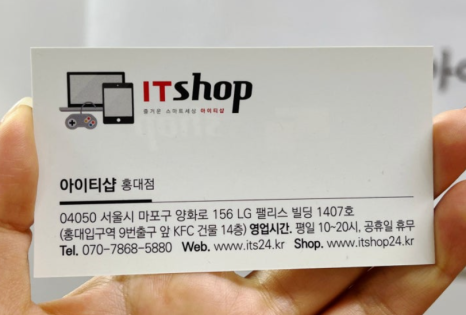 ITshop
즐거운 스마트세상 아이티샵
아이티샵 홍대점
04050 서울시 마포구 양화로 156 LG 팰리스 빌딩 1407호
(홍대입구역 9번출구 앞 KFC 건물 14층) 영업시간. 평일 10~20시, 공휴일 휴무
Tel. 070-7868-5880 Web. www.its24.kr Shop. www.itshop24.kr